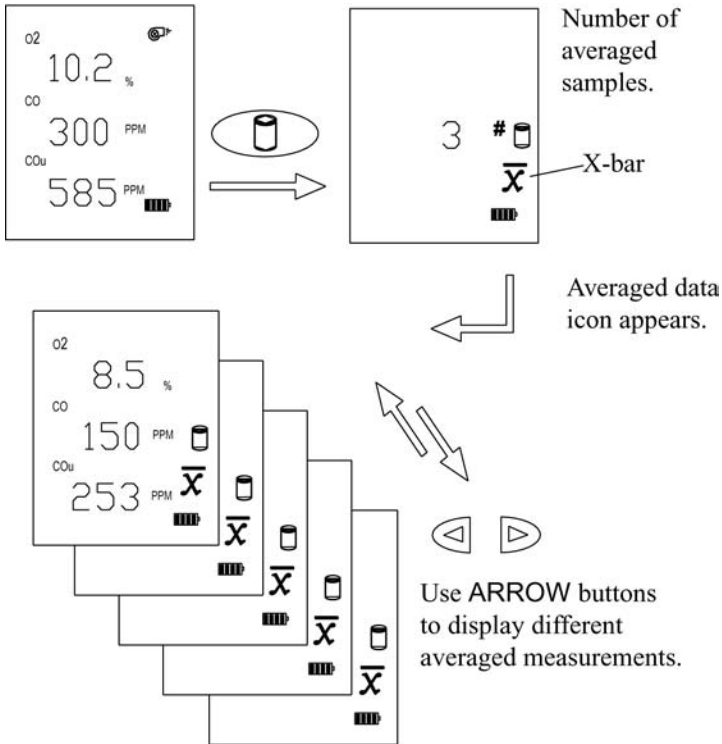 o2
10.2 %
CO
300 PPM
COu
585 PPM
Number of
averaged
samples.
3 #
X-bar
x̅
Averaged data
icon appears.
o2
8.5 %
CO
150 PPM
COu
253 PPM
x̅
x̅
x̅
x̅
x̅
Use ARROW buttons
to display different
averaged measurements.